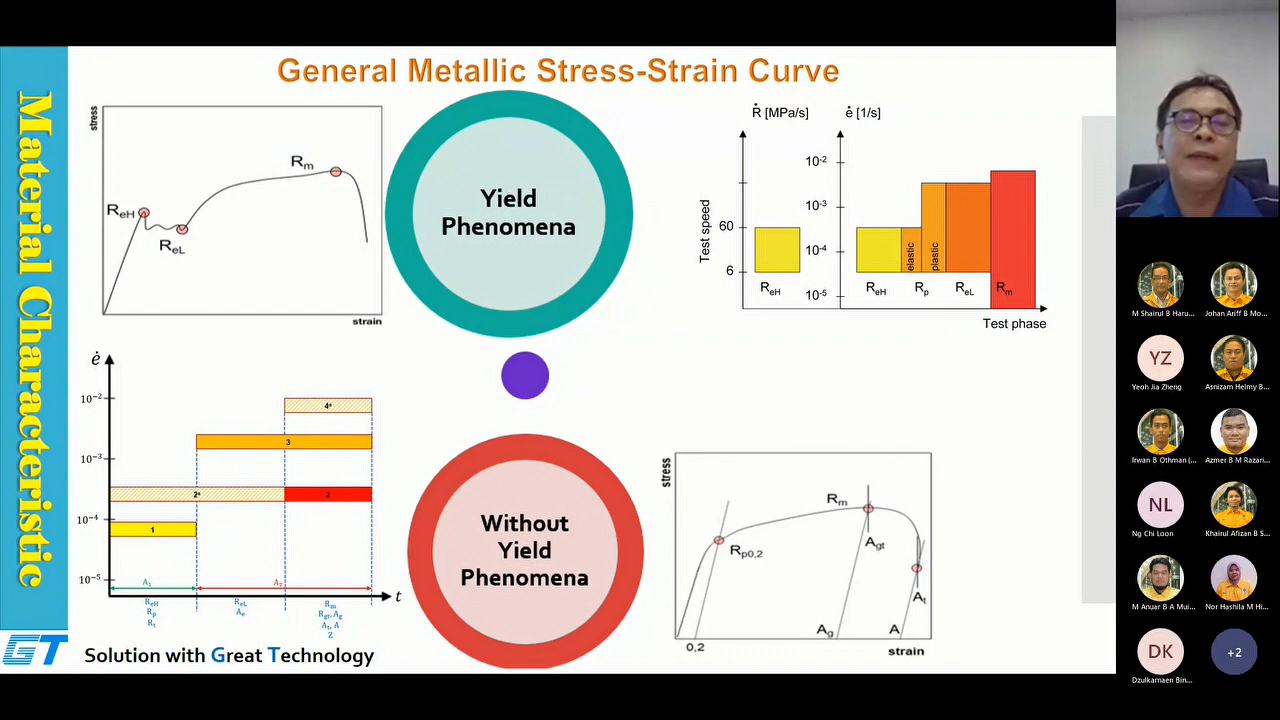 General Metallic Stress-Strain Curve
Material Characteristic
stress
Rm
ReH
ReL
strain
Yield
Phenomena
Ṙ [MPa/s]
ė [1/s]
Test speed
60
6
10-2
10-3
10-4
10-5
elastic
plastic
ReH
ReH
Rp
ReL
Rm
Test phase
ė
10-2
10-3
10-4
10-5
4a
3
2a
2
1
A1
A2
t
ReH
Rp
Rt
ReL
Ae
Rm
Rgt, Ag
At, A
Z
Without
Yield
Phenomena
stress
Rm
Rp0,2
Agt
At
Ag
A
0,2
strain
GT
Solution with Great Technology
M Shairul B Haru...
Johan Ariff B Mo...
YZ
Yeoh Jia Zheng
Asnizam Helmy B...
Irwan B Othman (...
Azmer B M Razari...
NL
Ng Chi Loon
Khairul Afizan B S...
M Anuar B A Mui...
Nor Hashila M Hi...
DK
Dzulkarnaen Bin...
+2